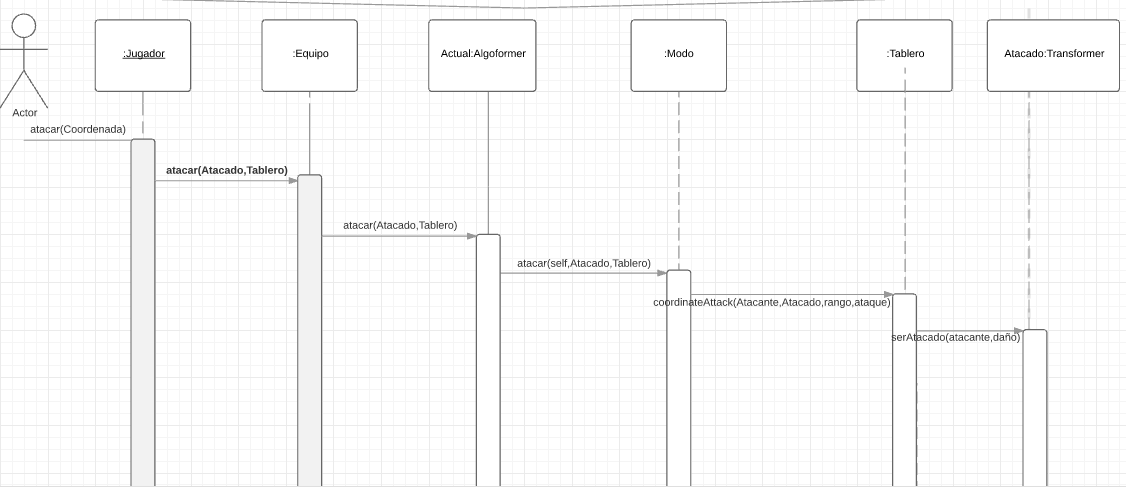 :Jugador
:Equipo
Actual:Algoformer
:Modo
:Tablero
Atacado:Transformer
Actor
atacar(Coordenada)
atacar(Atacado,Tablero)
atacar(Atacado,Tablero)
atacar(self,Atacado,Tablero)
coordinateAttack(Atacante,Atacado,rango,ataque)
serAtacado(atacante,daño)